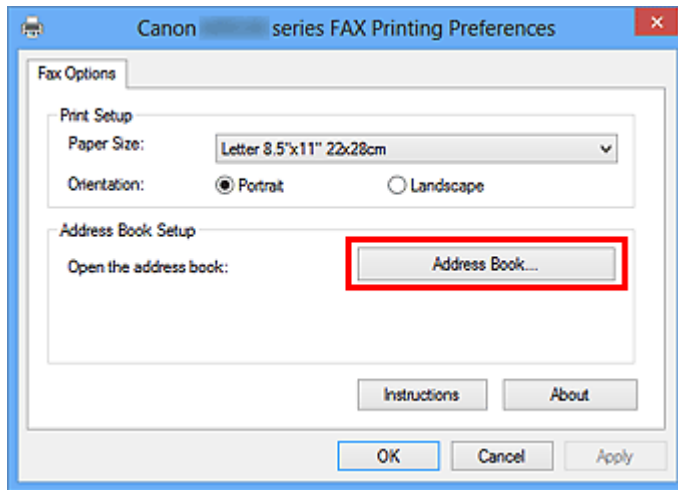 Canon series FAX Printing Preferences
Fax Options
Print Setup
Paper Size: Letter 8.5"x11" 22x28cm
Orientation: Portrait Landscape
Address Book Setup
Open the address book: Address Book...
Instructions About
OK Cancel Apply